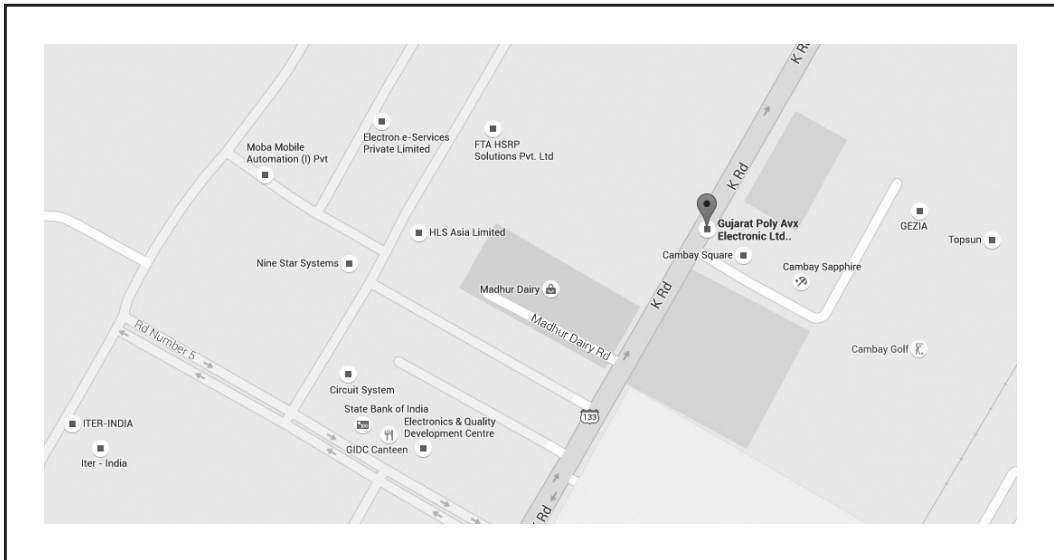 K Rd
Electron e-Services
Private Limited
FTA HSRP
Solutions Pvt. Ltd
Moba Mobile
Automation (I) Pvt
K Rd
HLS Asia Limited
Gujarat Poly Avx
Electronic Ltd..
GEZIA
Topsun
Cambay Square
Nine Star Systems
Cambay Sapphire
Madhur Dairy
K Rd
Madhur Dairy Rd
Rd Number 5
Cambay Golf
Circuit System
State Bank of India
133
ITER-INDIA
Electronics & Quality
Development Centre
GIDC Canteen
Iter - India
K Rd